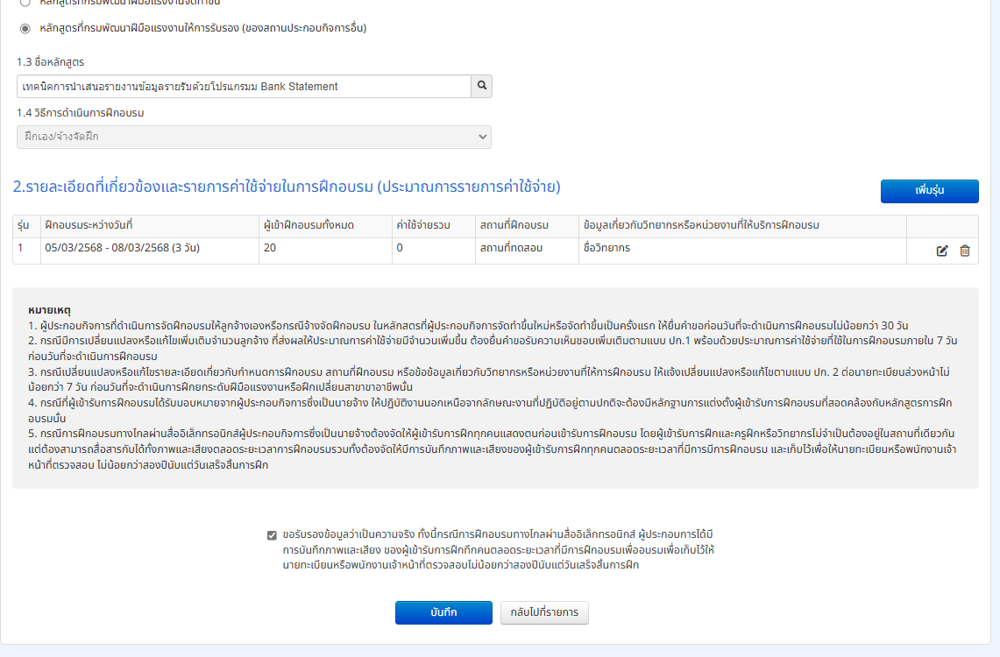 หลักสูตรที่กรมพัฒนาฝีมือแรงงานจัดทำขึ้น
หลักสูตรที่กรมพัฒนาฝีมือแรงงานให้การรับรอง (ของสถานประกอบกิจการอื่น)
1.3 ชื่อหลักสูตร
เทคนิคการนำเสนอรายงานข้อมูลรายรับด้วยโปรแกรมม Bank Statement
1.4 วิธีการดำเนินการฝึกอบรม
ฝึกเอง/จ้างจัดฝึก
2.รายละเอียดที่เกี่ยวข้องและรายการค่าใช้จ่ายในการฝึกอบรม (ประมาณการรายการค่าใช้จ่าย)
เพิ่มรุ่น
รุ่น ฝึกอบรมระหว่างวันที่ ผู้เข้าฝึกอบรมทั้งหมด ค่าใช้จ่ายรวม สถานที่ฝึกอบรม ข้อมูลเกี่ยวกับวิทยากรหรือหน่วยงานที่ให้บริการฝึกอบรม
1 05/03/2568 - 08/03/2568 (3 วัน) 20 0 สถานที่ทดสอบ ชื่อวิทยากร
หมายเหตุ
1. ผู้ประกอบกิจการที่ดำเนินการจัดฝึกอบรมให้ลูกจ้างเองหรือกรณีจ้างจัดฝึกอบรบ ในหลักสูตรที่ผู้ประกอบกิจการจัดทำขึ้นใหม่หรือจัดทำขึ้นเป็นครั้งแรก ให้ยื่นคำขอก่อนวันที่จะดำเนินการฝึกอบรมไม่น้อยกว่า 30 วัน
2. กรณีมีการเปลี่ยนแปลงหรือแก้ไขเพิ่มเติมจำนวนลูกจ้าง ที่ส่งผลให้ประมาณการค่าใช้จ่ายมีจำนวนเพิ่มขึ้น ต้องยื่นคำขอรับความเห็นชอบเพิ่มเติมตามแบบ ปก.1 พร้อมด้วยประมาณการค่าใช้จ่ายที่ใช้ในการฝึกอบรมภายใน 7 วัน
ก่อนวันที่จะดำเนินการฝึกอบรม
3. กรณีเปลี่ยนแปลงหรือแก้ไขรายละเอียดเกี่ยวกับกำหนดการฝึกอบรม สถานที่ฝึกอบรม หรือข้อข้อมูลเกี่ยวกับวิทยากรหรือหน่วยงานที่ให้การฝึกอบรม ให้แจ้งเปลี่ยนแปลงหรือแก้ไขตามแบบ ปก. 2 ต่อนายทะเบียนล่วงหน้าไม่
น้อยกว่า 7 วัน ก่อนวันที่จะดำเนินการฝึกยกระดับฝีมือแรงงานหรือฝึกเปลี่ยนสาขาขาอาชีพนั้น
4. กรณีที่ผู้เข้ารับการฝึกอบรมได้รับมอบหมายจากผู้ประกอบกิจการซึ่งเป็นนายจ้าง ให้ปฏิบัติงานนอกเหนือจากลักษณะงานที่ปฏิบัติอยู่ตามปกติจะต้องมีหลักฐานการแต่งตั้งผู้เข้ารับการฝึกอบรมที่สอดคล้องกับหลักสูตรการฝึก
อบรมนั้น
5. กรณีการฝึกอบรมทางไกลผ่านสื่ออิเล็กทรอนิกส์ผู้ประกอบกิจการซึ่งเป็นนายจ้างต้องจัดให้ผู้เข้ารับการฝึกทุกคนแสดงตนก่อนเข้ารับการฝึกอบรม โดยผู้เข้ารับการฝึกและครูฝึกหรือวิทยากรไม่จำเป็นต้องอยู่ในสถานที่เดียวกัน
แต่ต้องสามารถสื่อสารกับได้ทั้งภาพและเสียงตลอดระยะเวลาการฝึกอบรมรวมทั้งต้องจัดให้มีการบันทึกภาพและเสียงของผู้เข้ารับการฝึกทุกคนตลอดระยะเวลาที่มีการมีการฝึกอบรม และเก็บไว้เพื่อให้นายทะเบียนหรือพนักงานเจ้า
หน้าที่ตรวจสอบ ไม่น้อยกว่าสองปีนับแต่วันเสร็จสิ้นการฝึก
ขอรับรองข้อมูลว่าเป็นความจริง ทั้งนี้กรณีการฝึกอบรมทางไกลผ่านสื่ออิเล็กทรอนิกส์ ผู้ประกอบการได้มี
การบันทึกภาพและเสียง ของผู้เข้ารับการฝึกทึกคนตลอดระยะเวลาที่มีการฝึกอบรมเพื่ออบรมเพื่อเก็บไว้ให้
นายทะเบียนหรือพนักงานเจ้าหน้าที่ตรวจสอบไม่น้อยกว่าสองปีนับแต่วันเสร็จสิ้นการฝึก
บันทึก
กลับไปที่รายการ